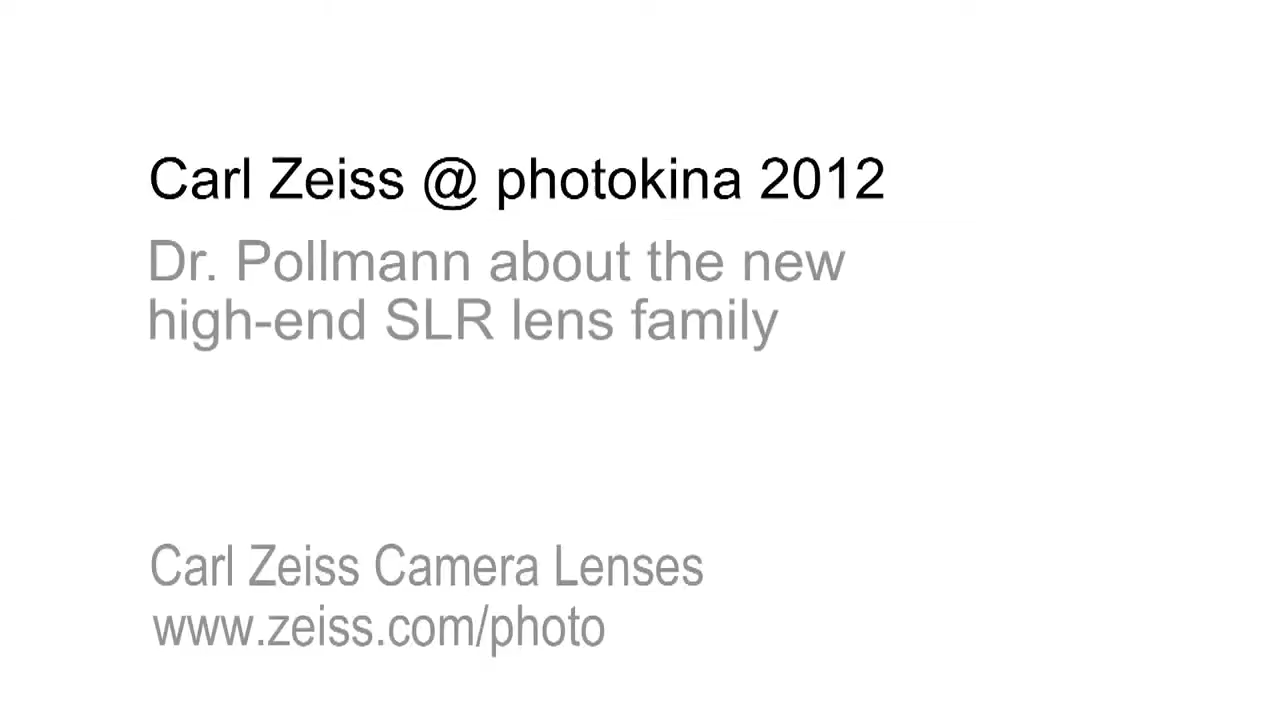 Carl Zeiss @ photokina 2012
Dr. Pollmann about the new
high-end SLR lens family
Carl Zeiss Camera Lenses
www.zeiss.com/photo